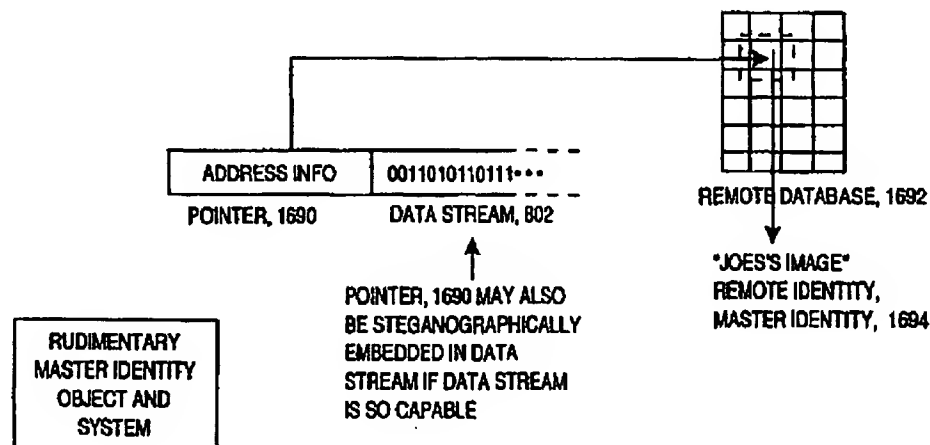 ADDRESS INFO
0011010110111•••
POINTER, 1690
DATA STREAM, 802
REMOTE DATABASE, 1692
"JOES'S IMAGE"
REMOTE IDENTITY,
MASTER IDENTITY, 1694
POINTER, 1690 MAY ALSO
BE STEGANOGRAPHICALLY
EMBEDDED IN DATA
STREAM IF DATA STREAM
IS SO CAPABLE
RUDIMENTARY
MASTER IDENTITY
OBJECT AND
SYSTEM